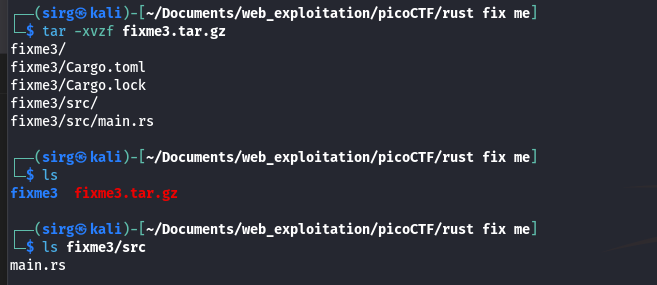 ┌──(sirg㉿kali)-[~/Documents/web_exploitation/picoCTF/rust fix me]
└─$ tar -xvzf fixme3.tar.gz
fixme3/
fixme3/Cargo.toml
fixme3/Cargo.lock
fixme3/src/
fixme3/src/main.rs
┌──(sirg㉿kali)-[~/Documents/web_exploitation/picoCTF/rust fix me]
└─$ ls
fixme3  fixme3.tar.gz
┌──(sirg㉿kali)-[~/Documents/web_exploitation/picoCTF/rust fix me]
└─$ ls fixme3/src
main.rs